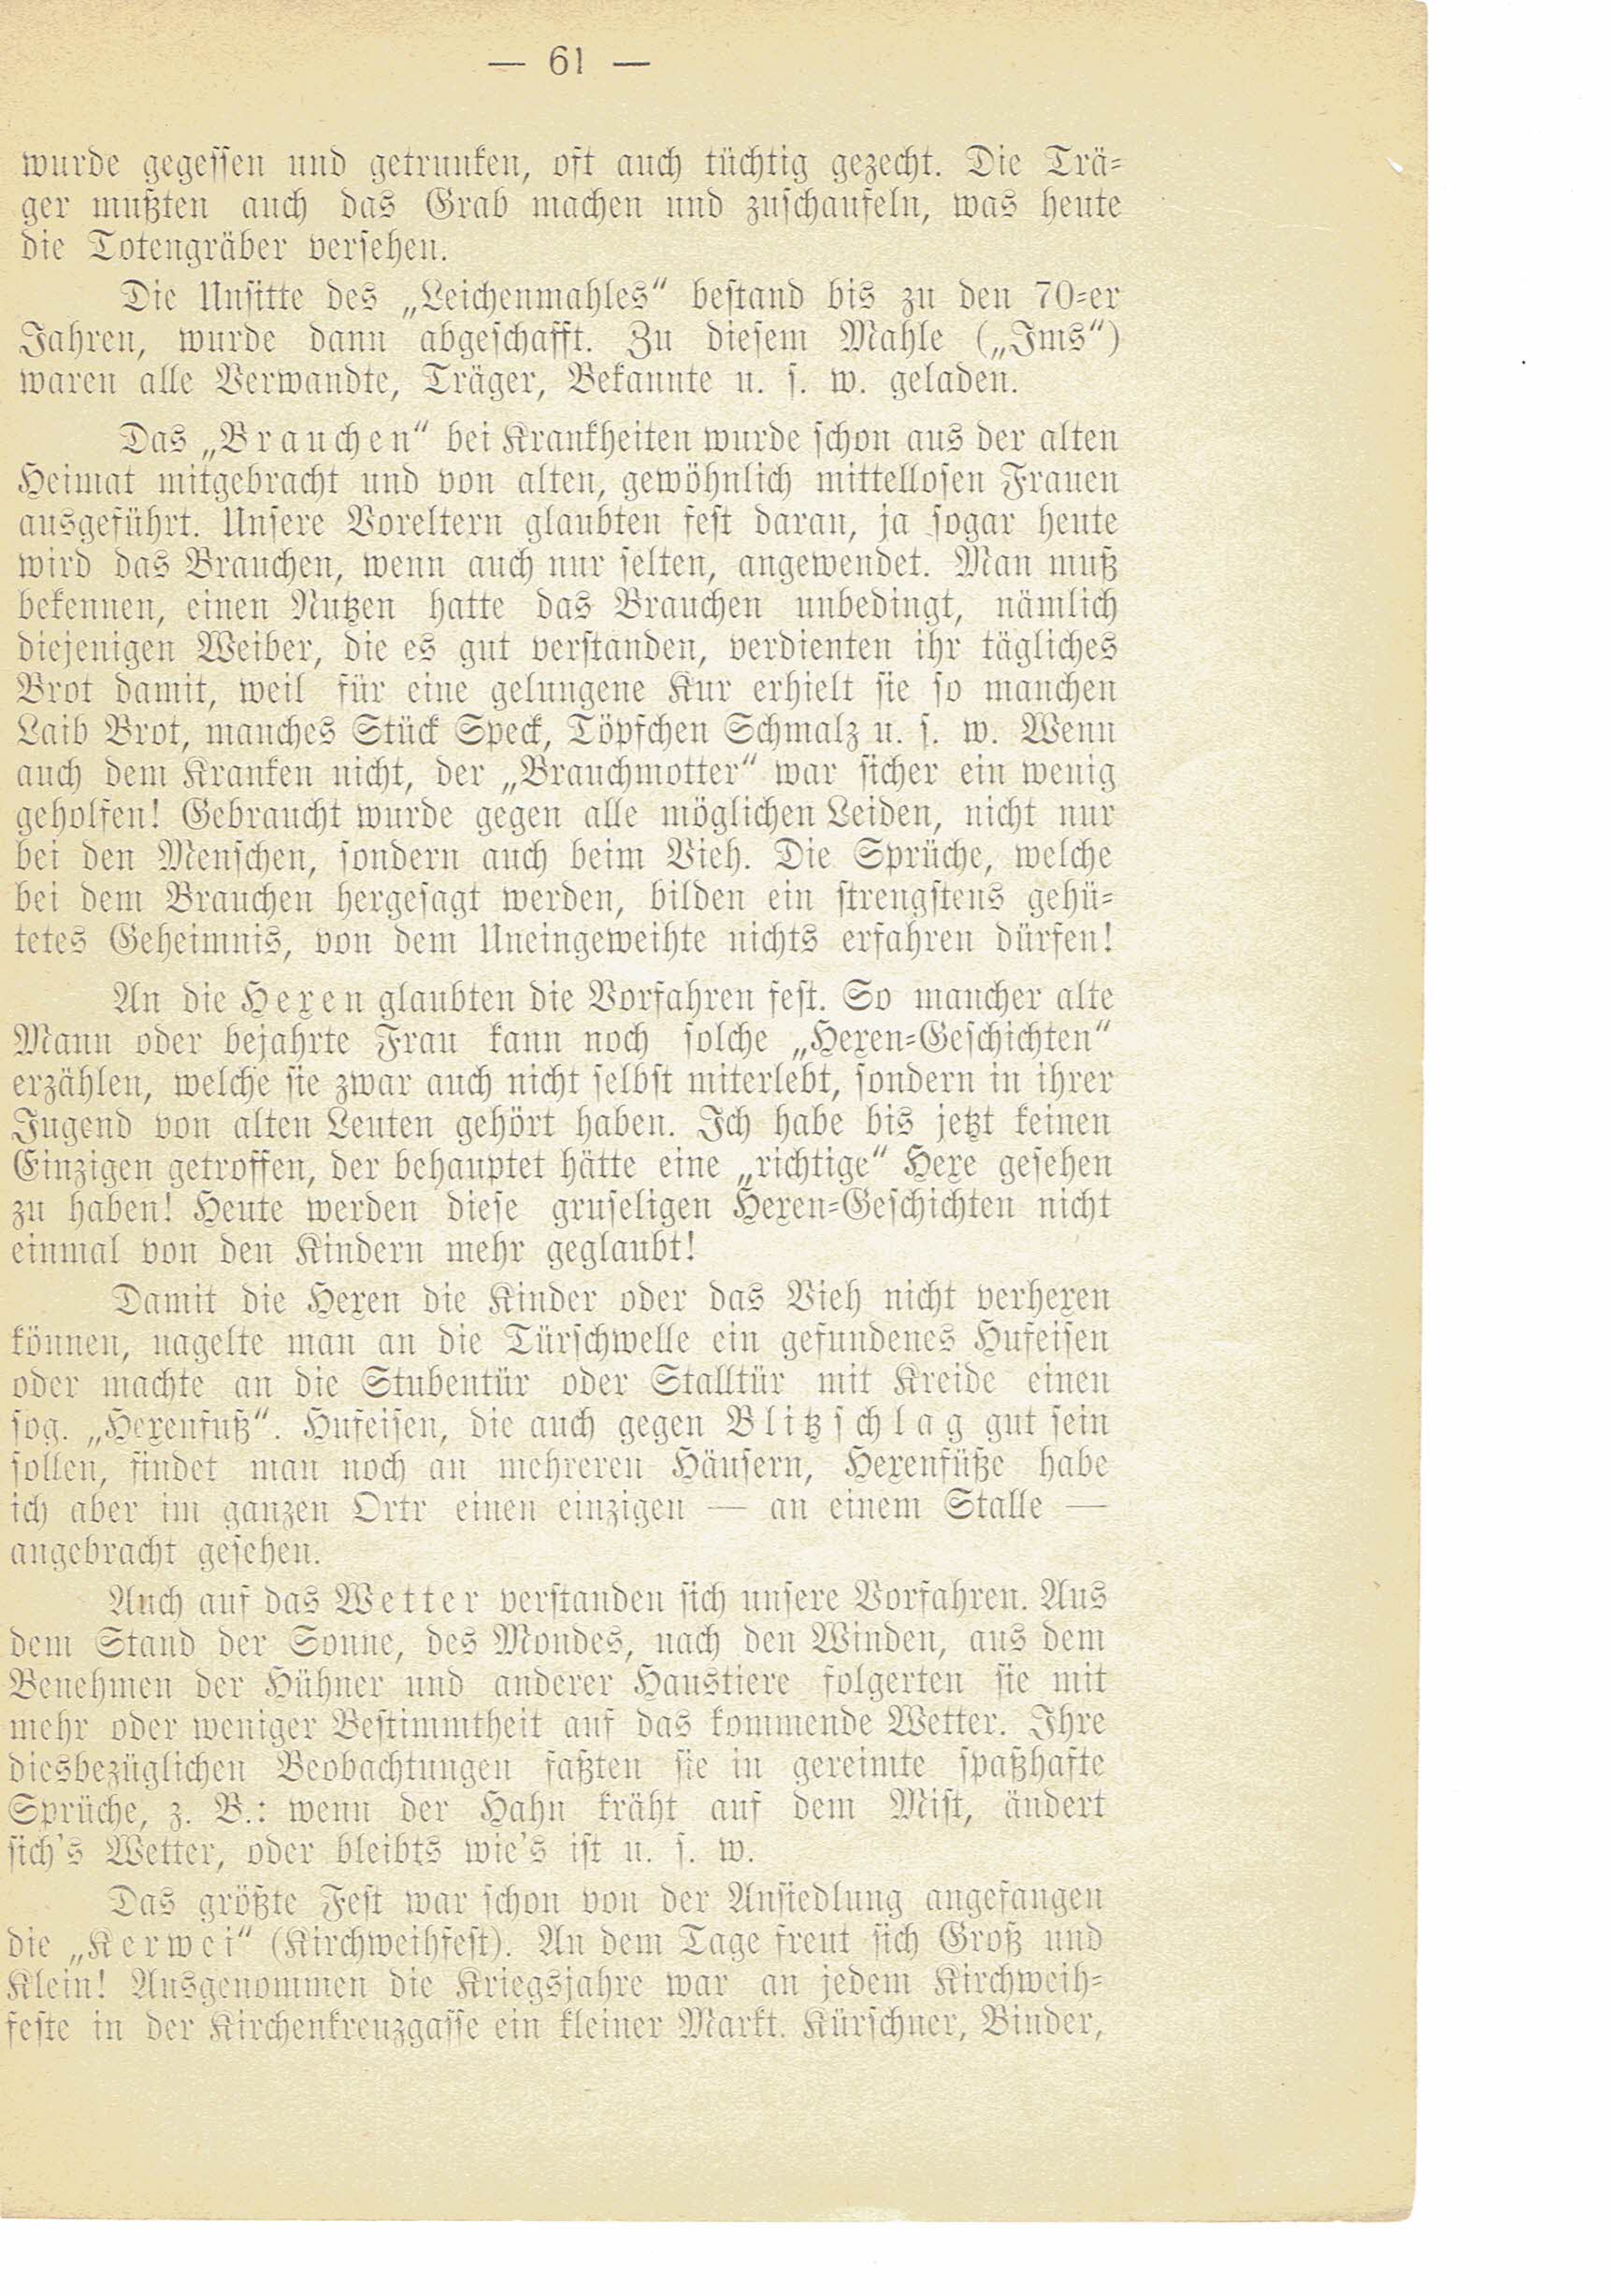 — 61 —
wurde gegessen und getrunken, oft auch tüchtig gezecht. Die Trä-
ger mußten auch das Grab machen und zuschaufeln, was heute
die Totengräber versehen.
Die Unsitte des „Leichenmahles“ bestand bis zu den 70-er
Jahren, wurde dann abgeschafft. Zu diesem Mahle („Ims“)
waren alle Verwandte, Träger, Bekannte u. s. w. geladen.
Das „Brauchen“ bei Krankheiten wurde schon aus der alten
Heimat mitgebracht und von alten, gewöhnlich mittellosen Frauen
ausgeführt. Unsere Voreltern glaubten fest daran, ja sogar heute
wird das Brauchen, wenn auch nur selten, angewendet. Man muß
bekennen, einen Nutzen hatte das Brauchen unbedingt, nämlich
diejenigen Weiber, die es gut verstanden, verdienten ihr tägliches
Brot damit, weil für eine gelungene Kur erhielt sie so manchen
Laib Brot, manches Stück Speck, Töpfchen Schmalz u. s. w. Wenn
auch dem Kranken nicht, der „Brauchmotter“ war sicher ein wenig
geholfen! Gebraucht wurde gegen alle möglichen Leiden, nicht nur
bei den Menschen, sondern auch beim Vieh. Die Sprüche, welche
bei dem Brauchen hergesagt werden, bilden ein strengstens gehü-
tetes Geheimnis, von dem Uneingeweihte nichts erfahren dürfen!
An die Hexen glaubten die Vorfahren fest. So mancher alte
Mann oder bejahrte Frau kann noch solche „Hexen-Geschichten“
erzählen, welche sie zwar auch nicht selbst miterlebt, sondern in ihrer
Jugend von alten Leuten gehört haben. Ich habe bis jetzt keinen
Einzigen getroffen, der behauptet hätte eine „richtige“ Hexe gesehen
zu haben! Heute werden diese gruseligen Hexen-Geschichten nicht
einmal von den Kindern mehr geglaubt!
Damit die Hexen die Kinder oder das Vieh nicht verhexen
können, nagelte man an die Türschwelle ein gefundenes Hufeisen
oder machte an die Stubentür oder Stalltür mit Kreide einen
sog. „Hexenfuß“. Hufeisen, die auch gegen Blitzschlag gut sein
sollen, findet man noch an mehreren Häusern, Hexenfüße habe
ich aber im ganzen Ortr einen einzigen — an einem Stalle —
angebracht gesehen.
Auch auf das Wetter verstanden sich unsere Vorfahren. Aus
dem Stand der Sonne, des Mondes, nach den Winden, aus dem
Benehmen der Hühner und anderer Haustiere folgerten sie mit
mehr oder weniger Bestimmtheit auf das kommende Wetter. Ihre
diesbezüglichen Beobachtungen faßten sie in gereimte spaßhafte
Sprüche, z. B.: wenn der Hahn kräht auf dem Mist, ändert
sich's Wetter, oder bleibts wie's ist u. s. w.
Das größte Fest war schon von der Ansiedlung angefangen
die „Kerwei“ (Kirchweihfest). An dem Tage freut sich Groß und
Klein! Ausgenommen die Kriegsjahre war an jedem Kirchweih-
feste in der Kirchenkreuzgasse ein kleiner Markt. Kürschner, Binder,